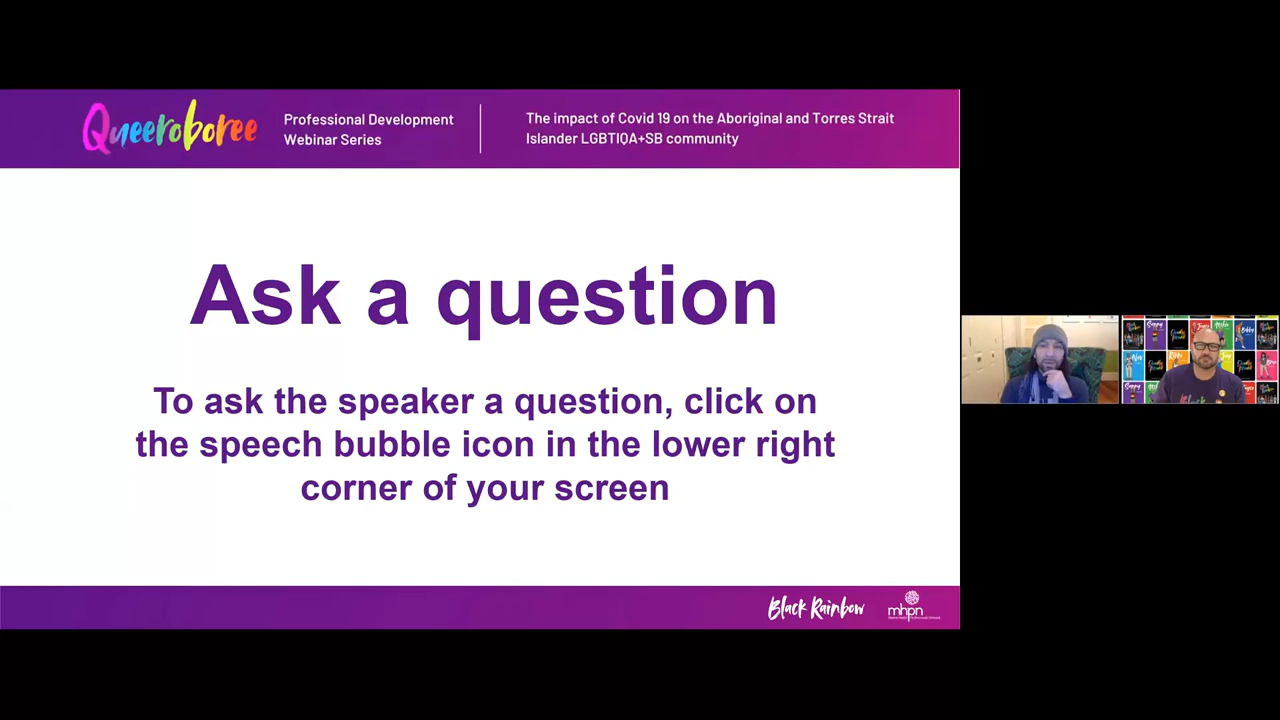 Queeroboree
Professional Development
Webinar Series
The impact of Covid 19 on the Aboriginal and Torres Strait
Islander LGBTIQA+SB community
Ask a question
To ask the speaker a question, click on
the speech bubble icon in the lower right
corner of your screen
Black Rainbow
mhpn